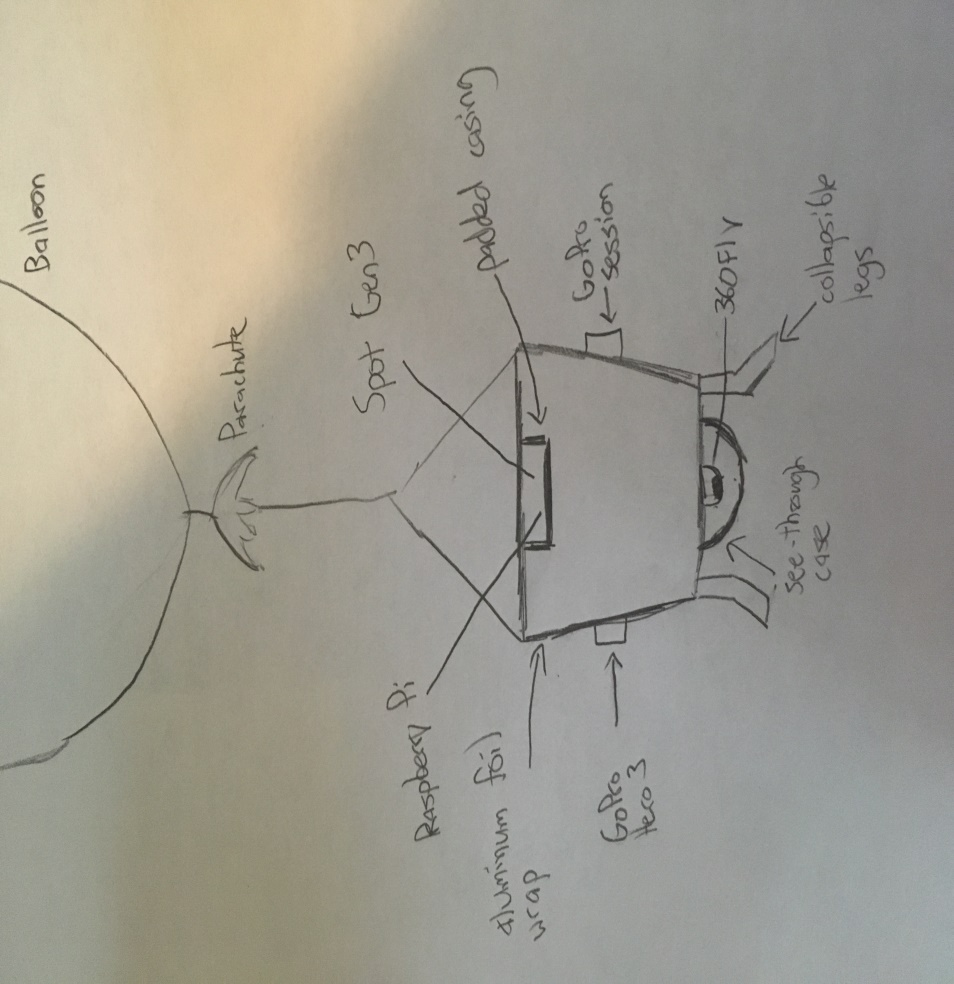 Balloon
Parachute
Spot Gen3
padded casing
Raspberry Pi
aluminum foil
wrap
GoPro
session
GoPro
Hero 3
360Fly
collapsible
legs
see-through
case